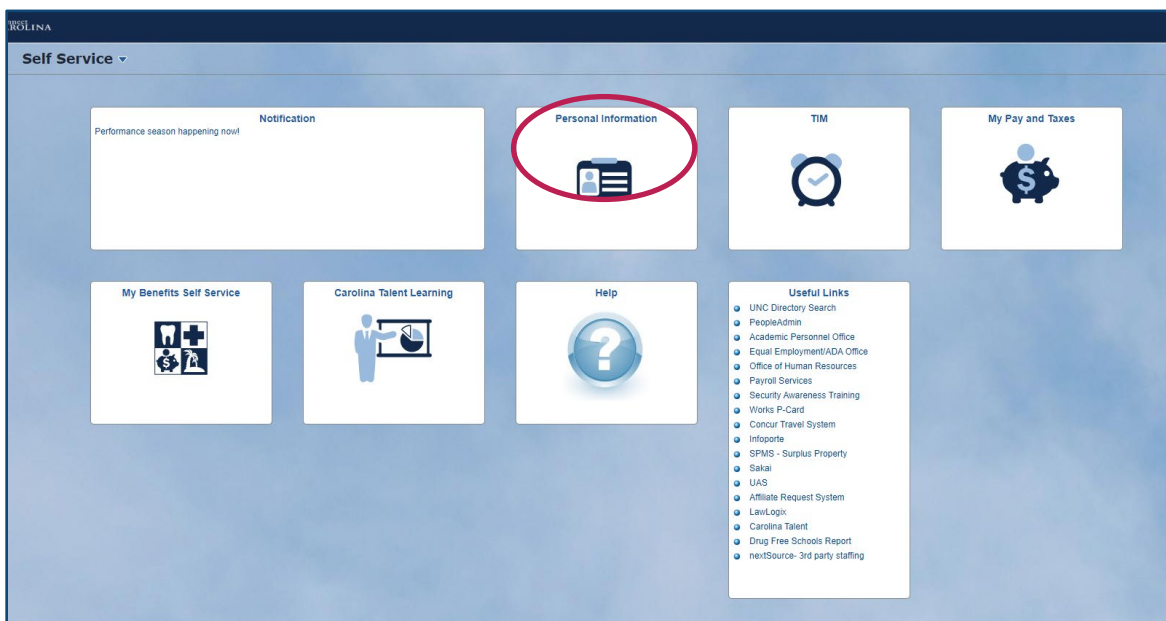 CAROLINA
Self Service
Notification
Performance season happening now!
Personal Information
TIM
My Pay and Taxes
$
My Benefits Self Service
$
Carolina Talent Learning
Help
?
Useful Links
UNC Directory Search
PeopleAdmin
Academic Personnel Office
Equal Employment/ADA Office
Office of Human Resources
Payroll Services
Security Awareness Training
Works P-Card
Concur Travel System
Infoporte
SPMS - Surplus Property
Sakai
UAS
Affiliate Request System
LawLogix
Carolina Talent
Drug Free Schools Report
nextSource- 3rd party staffing